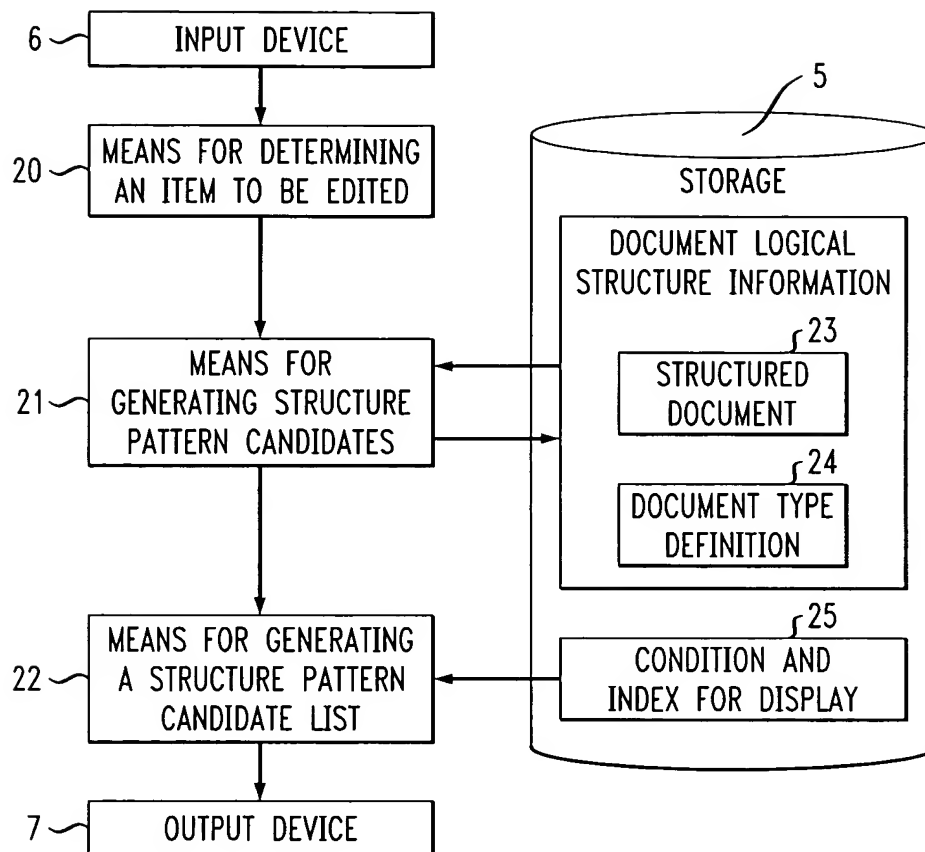 6
INPUT DEVICE
20
MEANS FOR DETERMINING
AN ITEM TO BE EDITED
21
MEANS FOR
GENERATING STRUCTURE
PATTERN CANDIDATES
22
MEANS FOR GENERATING
A STRUCTURE PATTERN
CANDIDATE LIST
7
OUTPUT DEVICE
5
STORAGE
DOCUMENT LOGICAL
STRUCTURE INFORMATION
23
STRUCTURED
DOCUMENT
24
DOCUMENT TYPE
DEFINITION
25
CONDITION AND
INDEX FOR DISPLAY